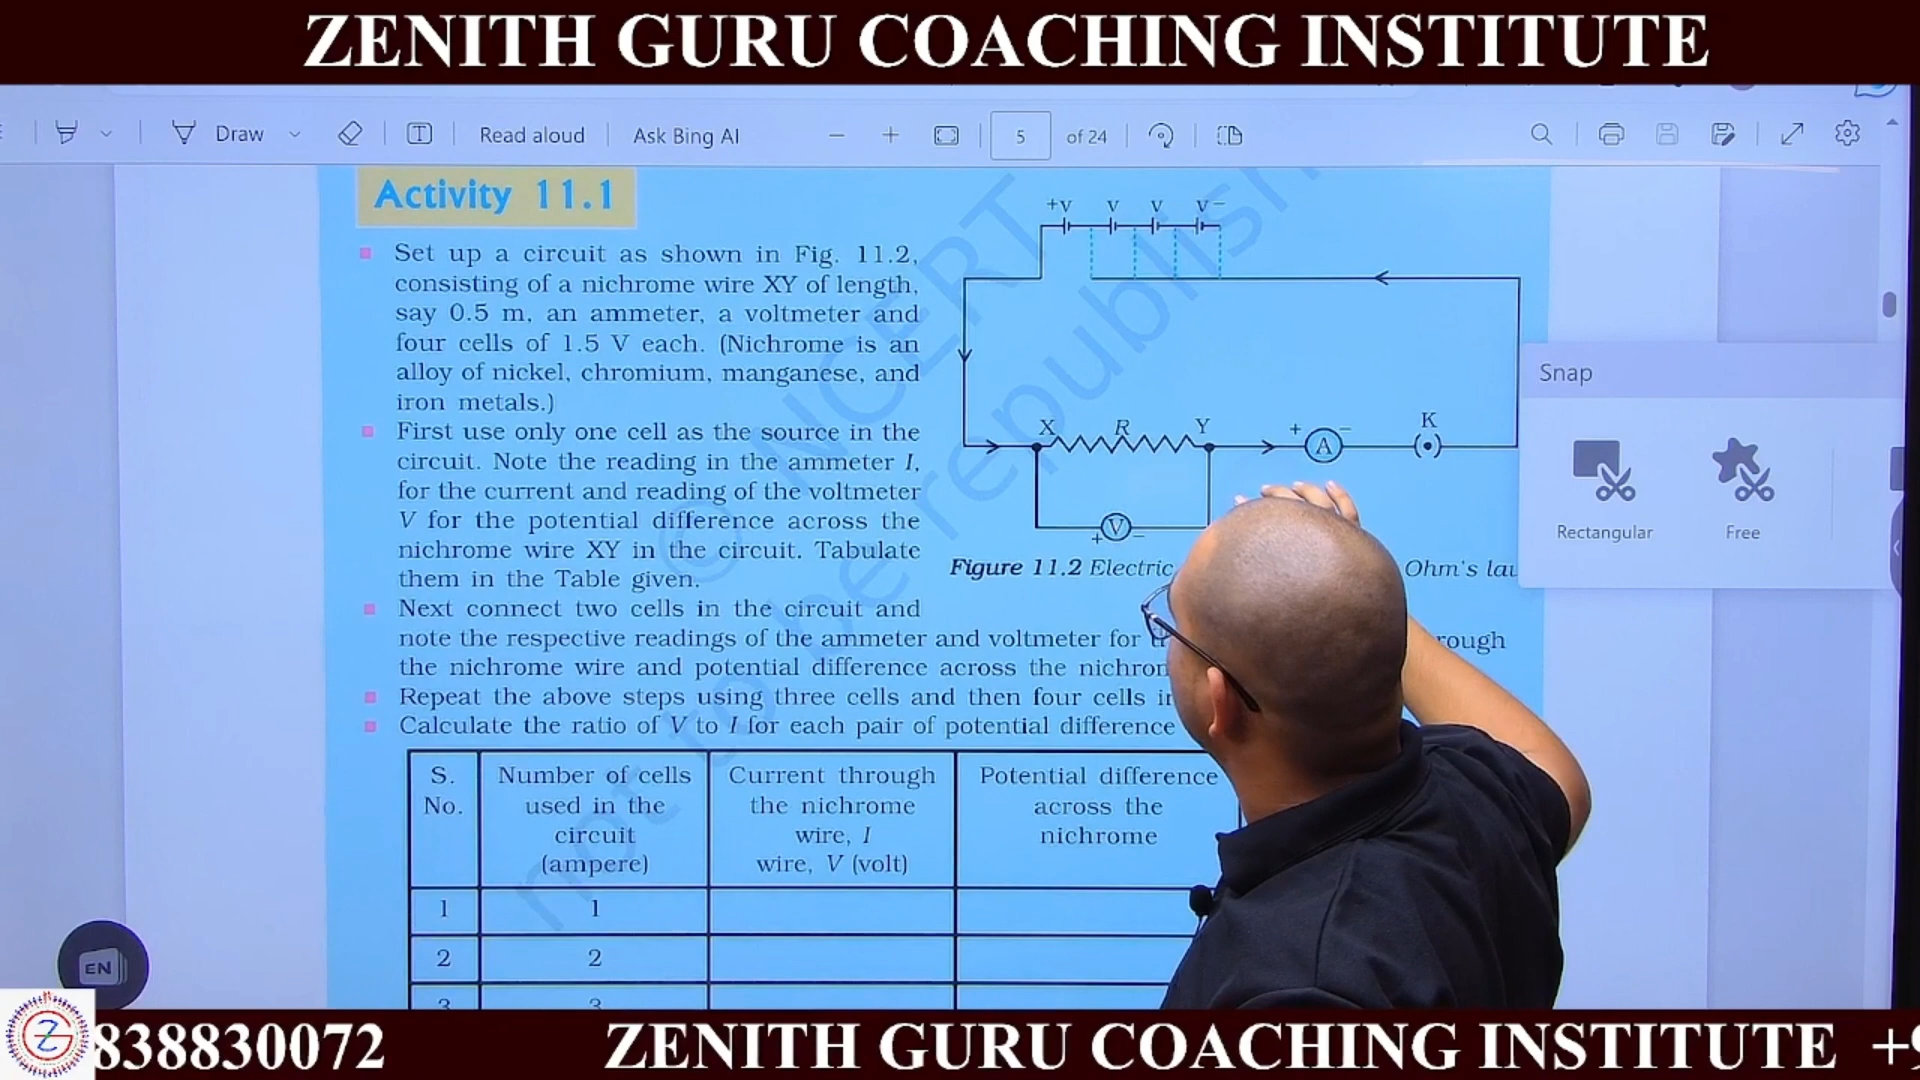 ZENITH GURU COACHING INSTITUTE
Draw
Read aloud
Ask Bing AI
5 of 24
Activity 11.1
Set up a circuit as shown in Fig. 11.2,
consisting of a nichrome wire XY of length,
say 0.5 m, an ammeter, a voltmeter and
four cells of 1.5 V each. (Nichrome is an
alloy of nickel, chromium, manganese, and
iron metals.)
First use only one cell as the source in the
circuit. Note the reading in the ammeter I,
for the current and reading of the voltmeter
V for the potential difference across the
nichrome wire XY in the circuit. Tabulate
them in the Table given.
Next connect two cells in the circuit and
note the respective readings of the ammeter and voltmeter for rough
the nichrome wire and potential difference across the
Repeat the above steps using three cells and then four cells
Calculate the ratio of V to I for each pair of potential difference
+V V V V −
X R Y + A − K
+ V −
Figure 11.2 Electric Ohm's
© NCERT
not to be republish
Snap
Rectangular
Free
S.
No.
Number of cells
used in the
circuit
(ampere)
Current through
the nichrome
wire, I
wire, V (volt)
Potential difference
across the
nichrome
1 1
2 2
3 3
EN
838830072
ZENITH GURU COACHING INSTITUTE